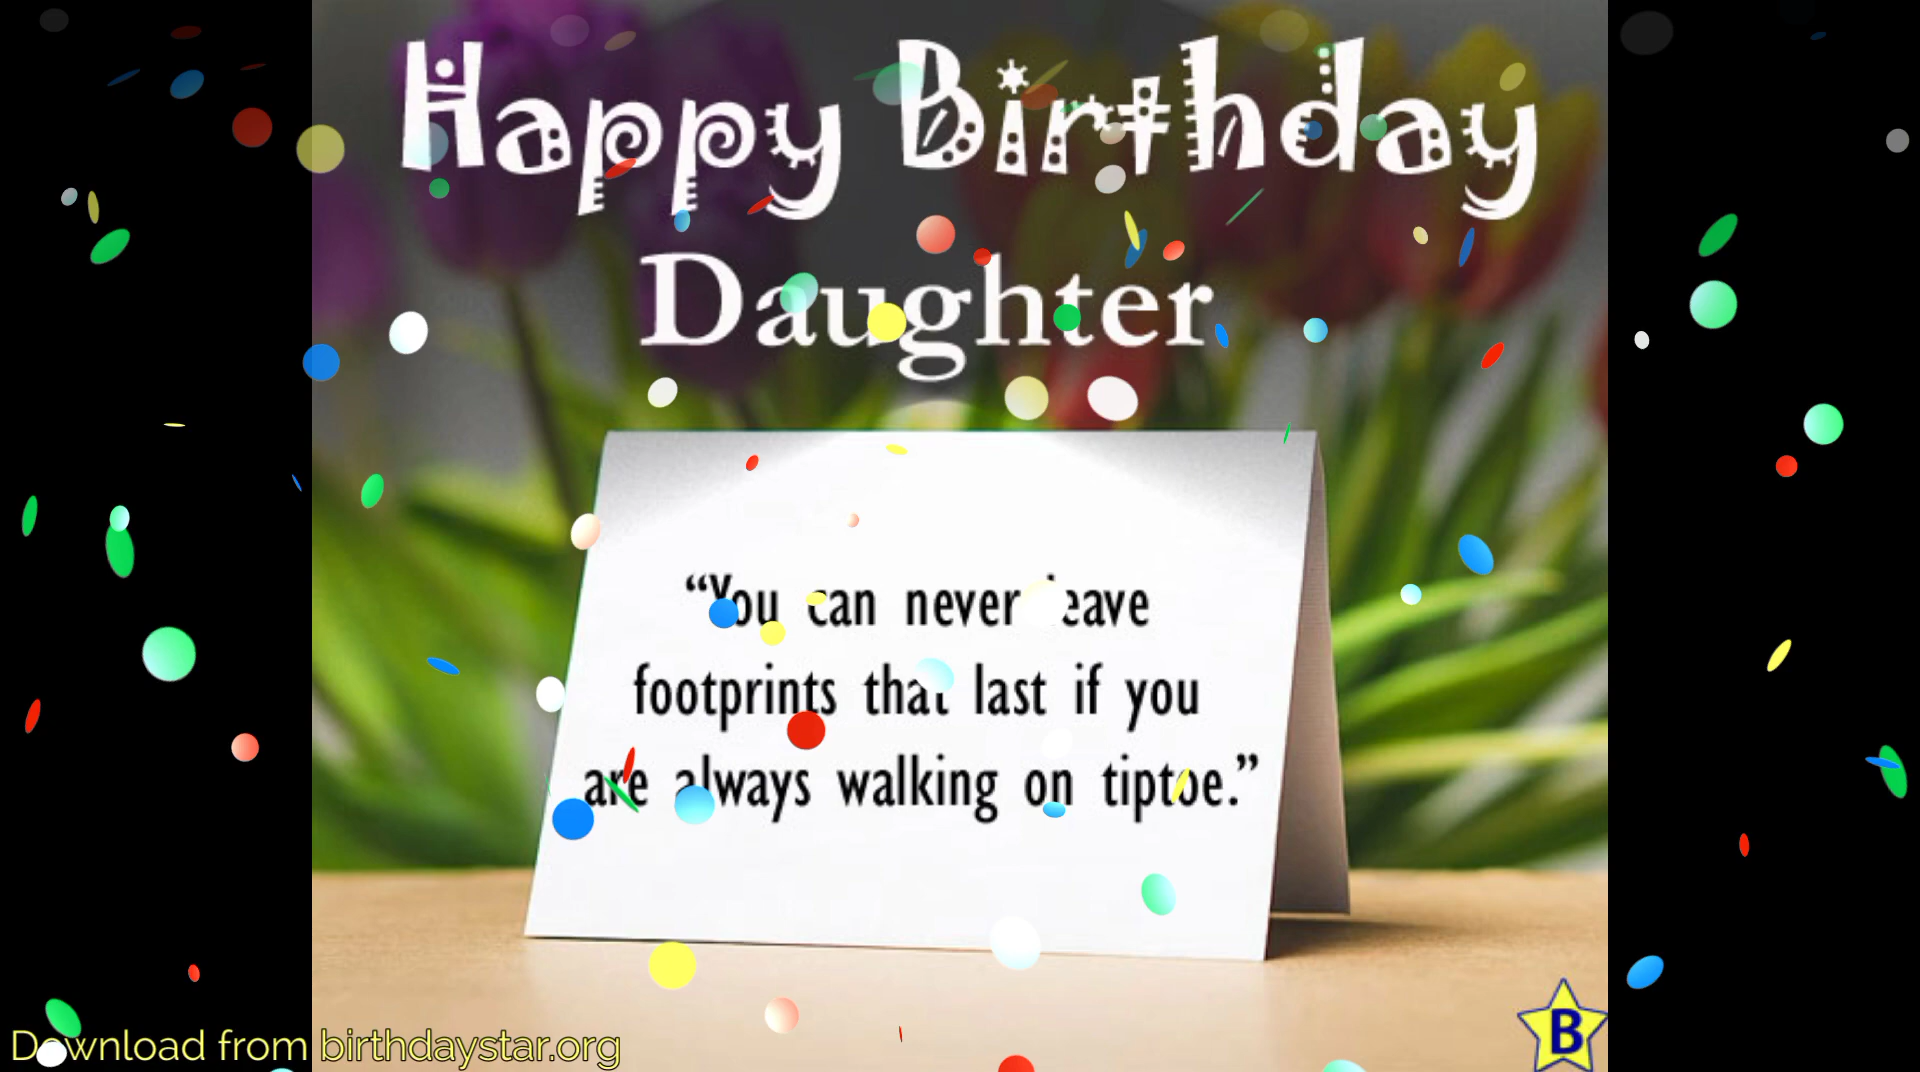 Happy Birthday
Daughter
“You can never leave
footprints that last if you
are always walking on tiptoe.”
Download from birthdaystar.org
B